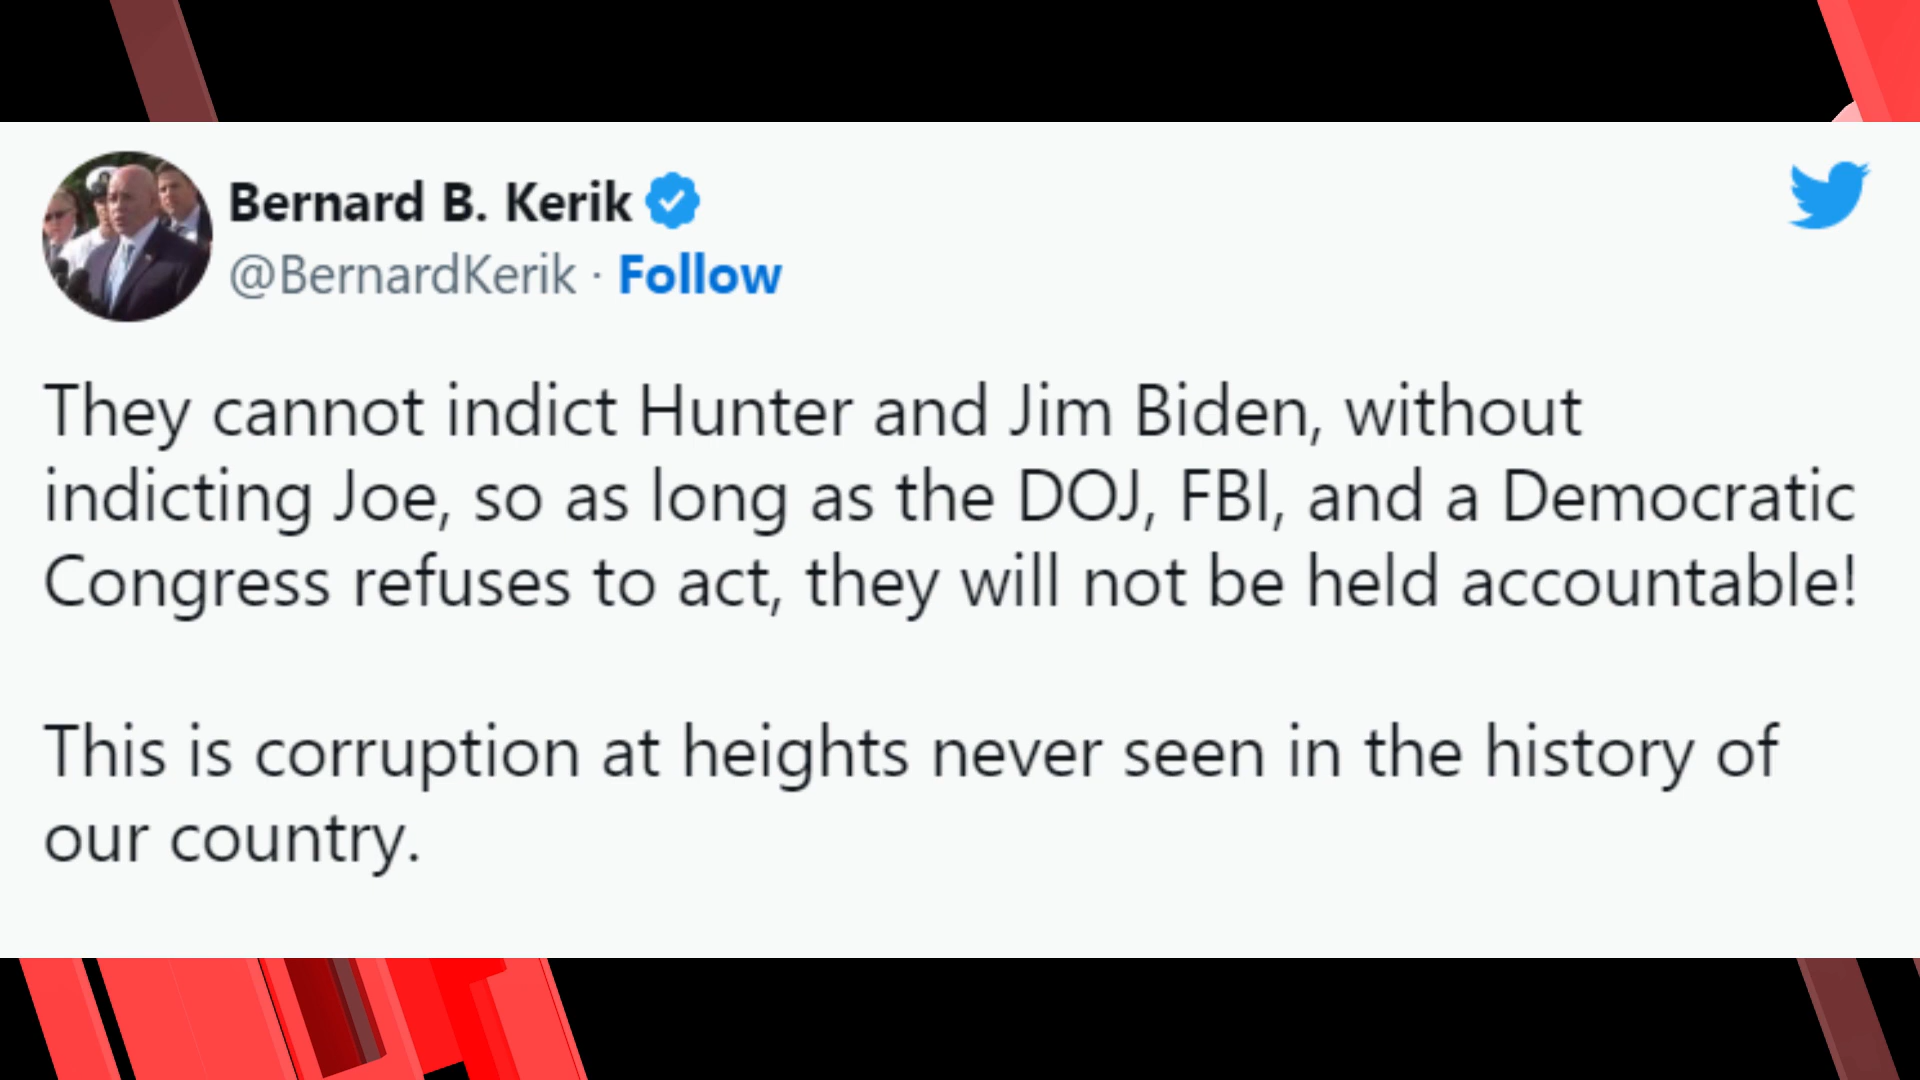 Bernard B. Kerik
@BernardKerik · Follow
They cannot indict Hunter and Jim Biden, without
indicting Joe, so as long as the DOJ, FBI, and a Democratic
Congress refuses to act, they will not be held accountable!
This is corruption at heights never seen in the history of
our country.